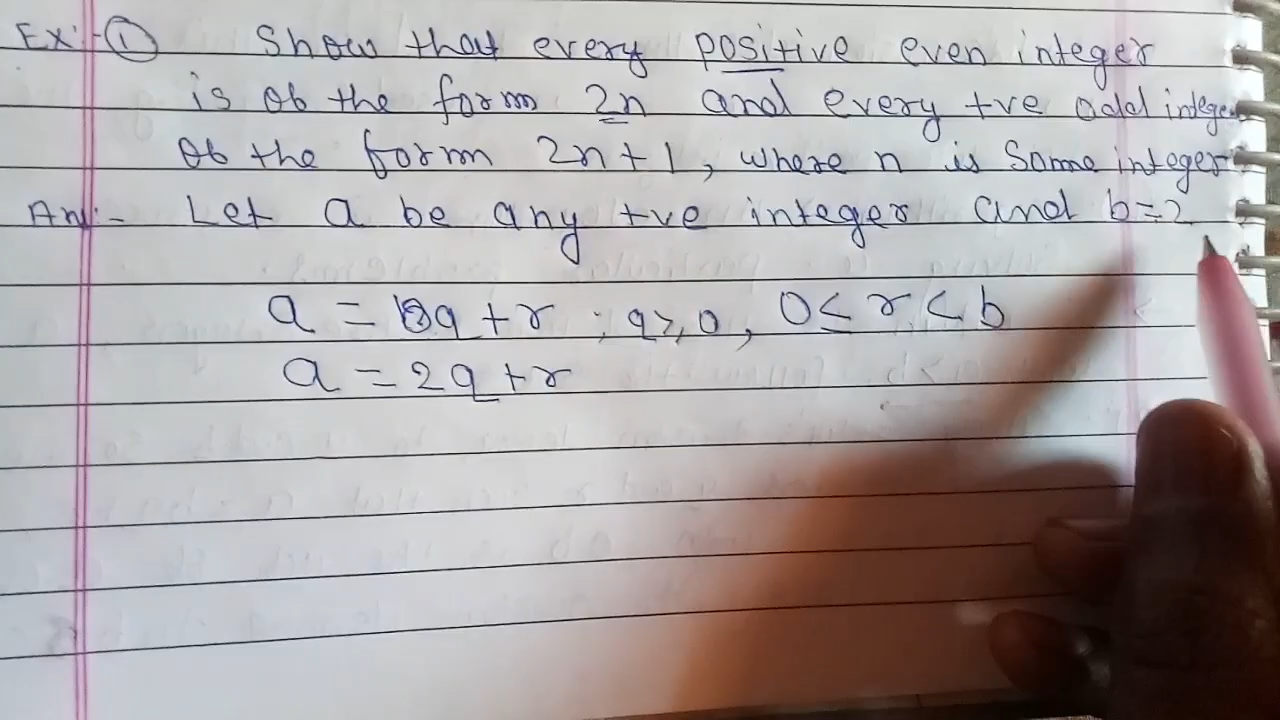 Ex:- ① Show that every positive even integer
is of the form 2n and every +ve odd integer
of the form 2n+1, where n is some integer
Ans:- Let a be any +ve integer and b=2
a = bq + r ; q≥0, 0≤ r < b
a = 2q + r